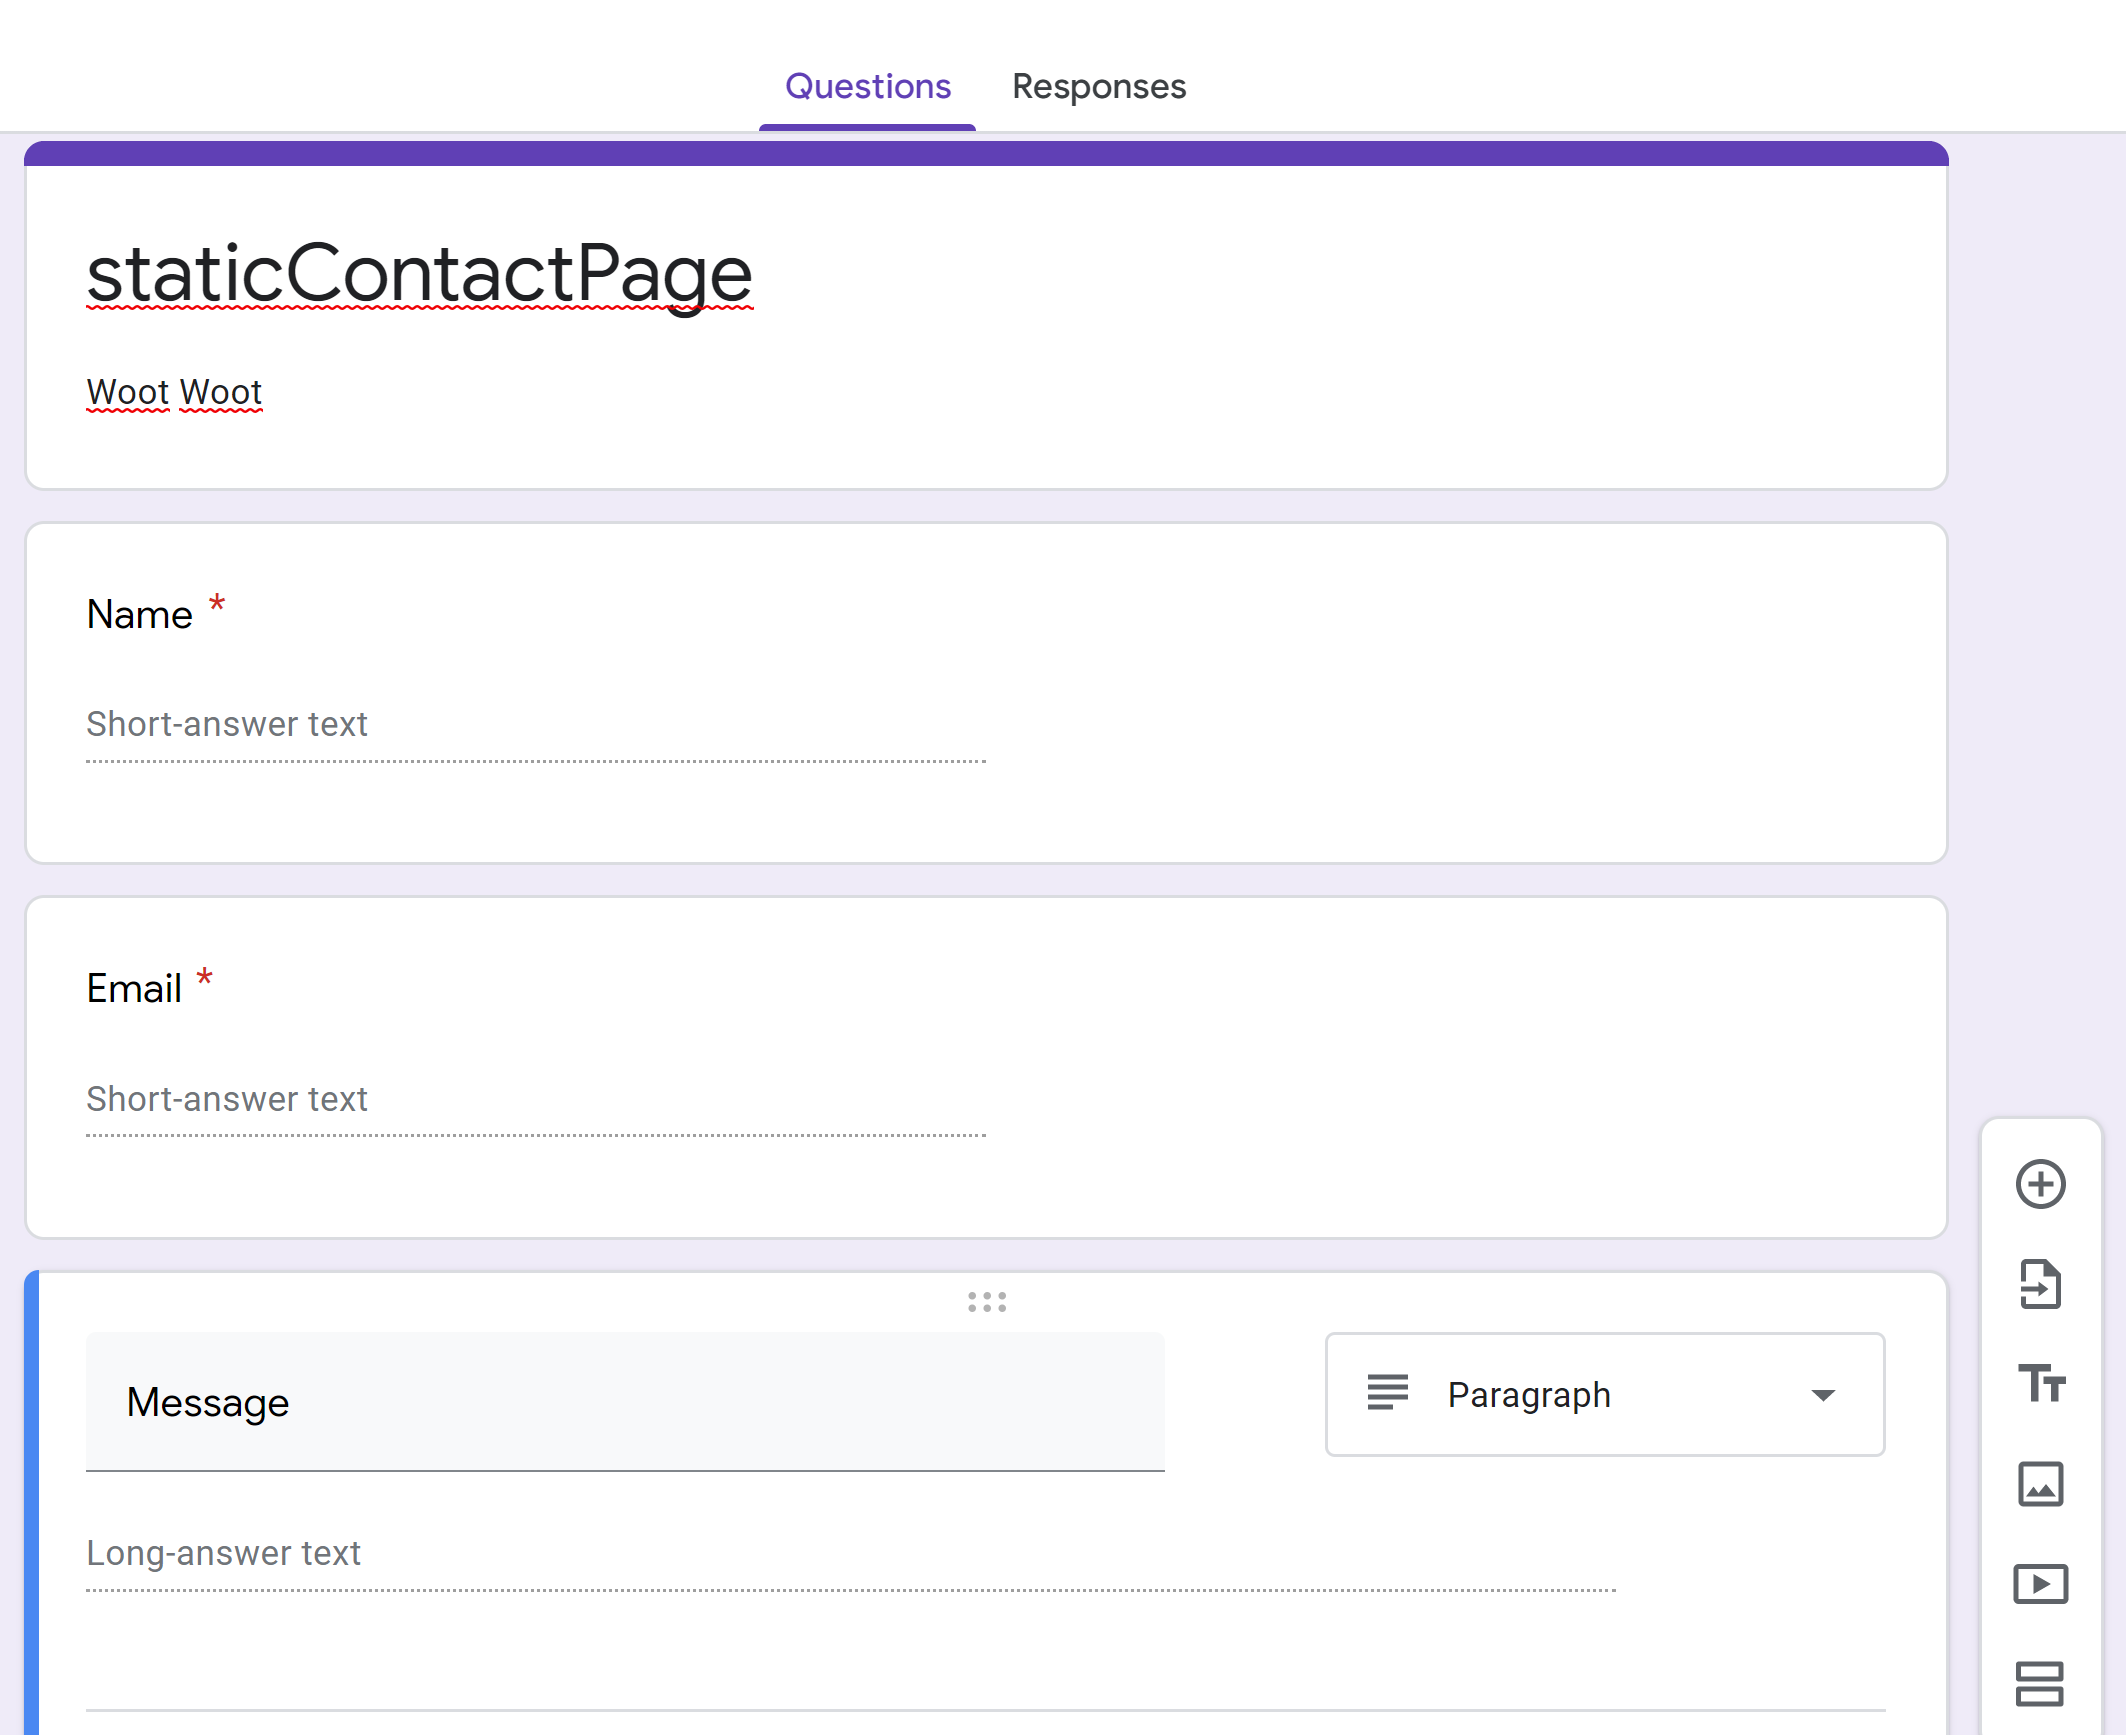 Questions Responses
staticContactPage
Woot Woot
Name *
Short-answer text
Email *
Short-answer text
Message
Paragraph
Long-answer text